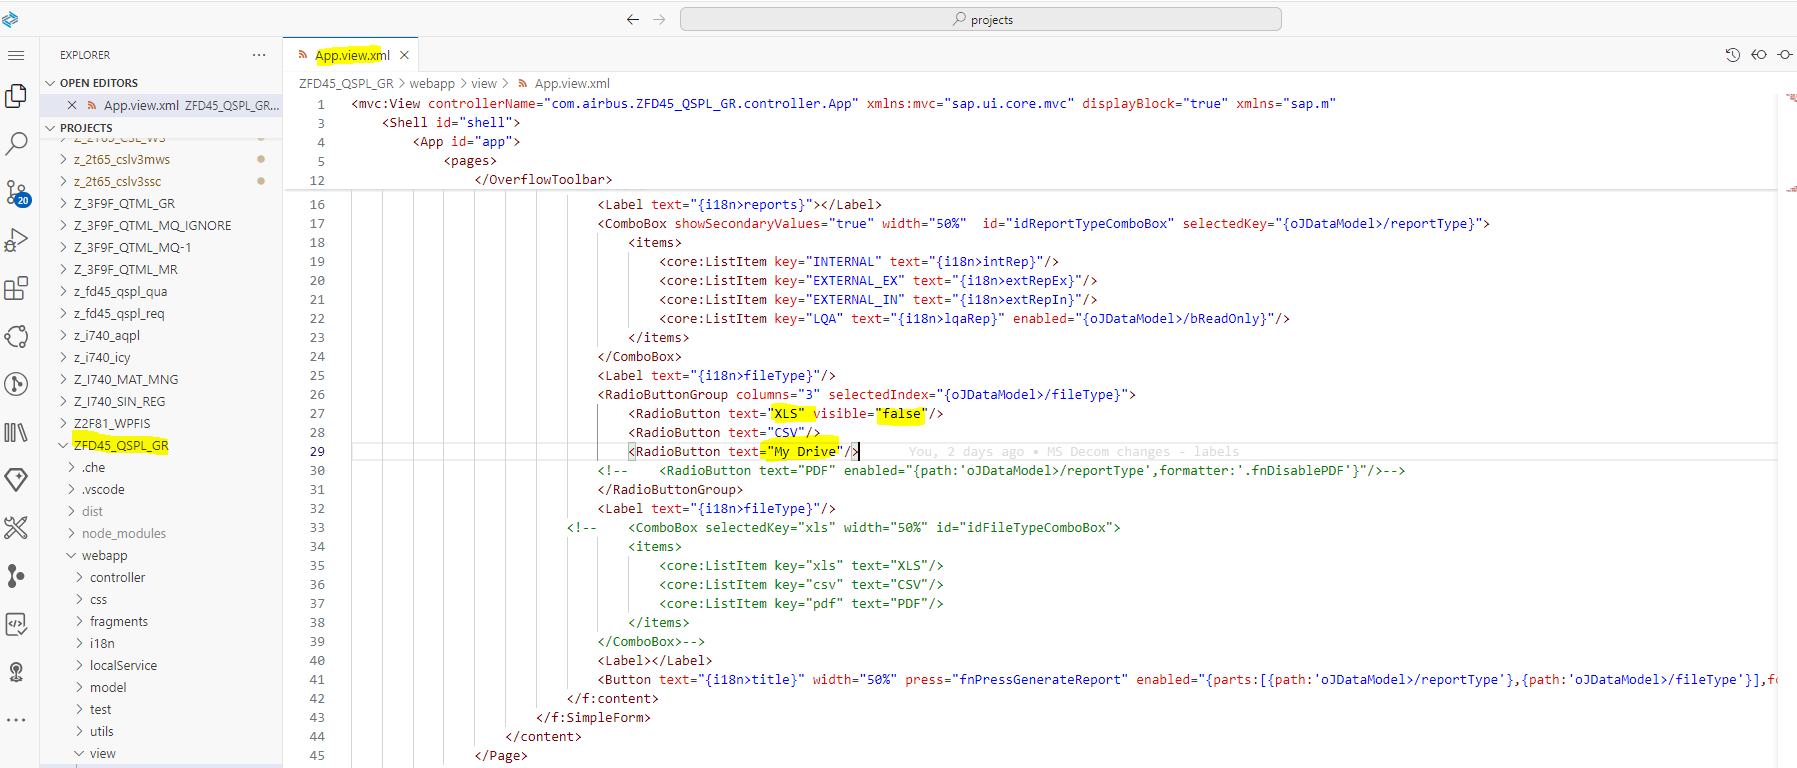 projects
EXPLORER
App.view.xml
OPEN EDITORS
App.view.xml ZFD45_QSPL_GR...
PROJECTS
Z_2T65_CSL_WS
z_2t65_cslv3mws
z_2t65_cslv3ssc
20
Z_3F9F_QTML_GR
Z_3F9F_QTML_MQ_IGNORE
Z_3F9F_QTML_MQ-1
Z_3F9F_QTML_MR
z_fd45_qspl_qua
z_fd45_qspl_req
z_i740_aqpl
z_i740_icy
Z_I740_MAT_MNG
Z_I740_SIN_REG
Z2F81_WPFIS
ZFD45_QSPL_GR
.che
.vscode
dist
node_modules
webapp
controller
css
fragments
i18n
localService
model
test
utils
view
ZFD45_QSPL_GR > webapp > view > App.view.xml
1 <mvc:View controllerName="com.airbus.ZFD45_QSPL_GR.controller.App" xmlns:mvc="sap.ui.core.mvc" displayBlock="true" xmlns="sap.m"
3 <Shell id="shell">
4 <App id="app">
5 <pages>
12 </OverflowToolbar>
16 <Label text="{i18n>reports}"></Label>
17 <ComboBox showSecondaryValues="true" width="50%"  id="idReportTypeComboBox" selectedKey="{oJDataModel>/reportType}">
18 <items>
19 <core:ListItem key="INTERNAL" text="{i18n>intRep}"/>
20 <core:ListItem key="EXTERNAL_EX" text="{i18n>extRepEx}"/>
21 <core:ListItem key="EXTERNAL_IN" text="{i18n>extRepIn}"/>
22 <core:ListItem key="LQA" text="{i18n>lqaRep}" enabled="{oJDataModel>/bReadOnly}"/>
23 </items>
24 </ComboBox>
25 <Label text="{i18n>fileType}"/>
26 <RadioButtonGroup columns="3" selectedIndex="{oJDataModel>/fileType}">
27 <RadioButton text="XLS" visible="false"/>
28 <RadioButton text="CSV"/>
29 <RadioButton text="My Drive"/> You, 2 days ago • MS Decom changes - labels
30 <!-- <RadioButton text="PDF" enabled="{path:'oJDataModel>/reportType',formatter:'.fnDisablePDF'}"/>-->
31 </RadioButtonGroup>
32 <Label text="{i18n>fileType}"/>
33 <!-- <ComboBox selectedKey="xls" width="50%" id="idFileTypeComboBox">
34 <items>
35 <core:ListItem key="xls" text="XLS"/>
36 <core:ListItem key="csv" text="CSV"/>
37 <core:ListItem key="pdf" text="PDF"/>
38 </items>
39 </ComboBox>-->
40 <Label></Label>
41 <Button text="{i18n>title}" width="50%" press="fnPressGenerateReport" enabled="{parts:[{path:'oJDataModel>/reportType'},{path:'oJDataModel>/fileType'}],fo
42 </f:content>
43 </f:SimpleForm>
44 </content>
45 </Page>